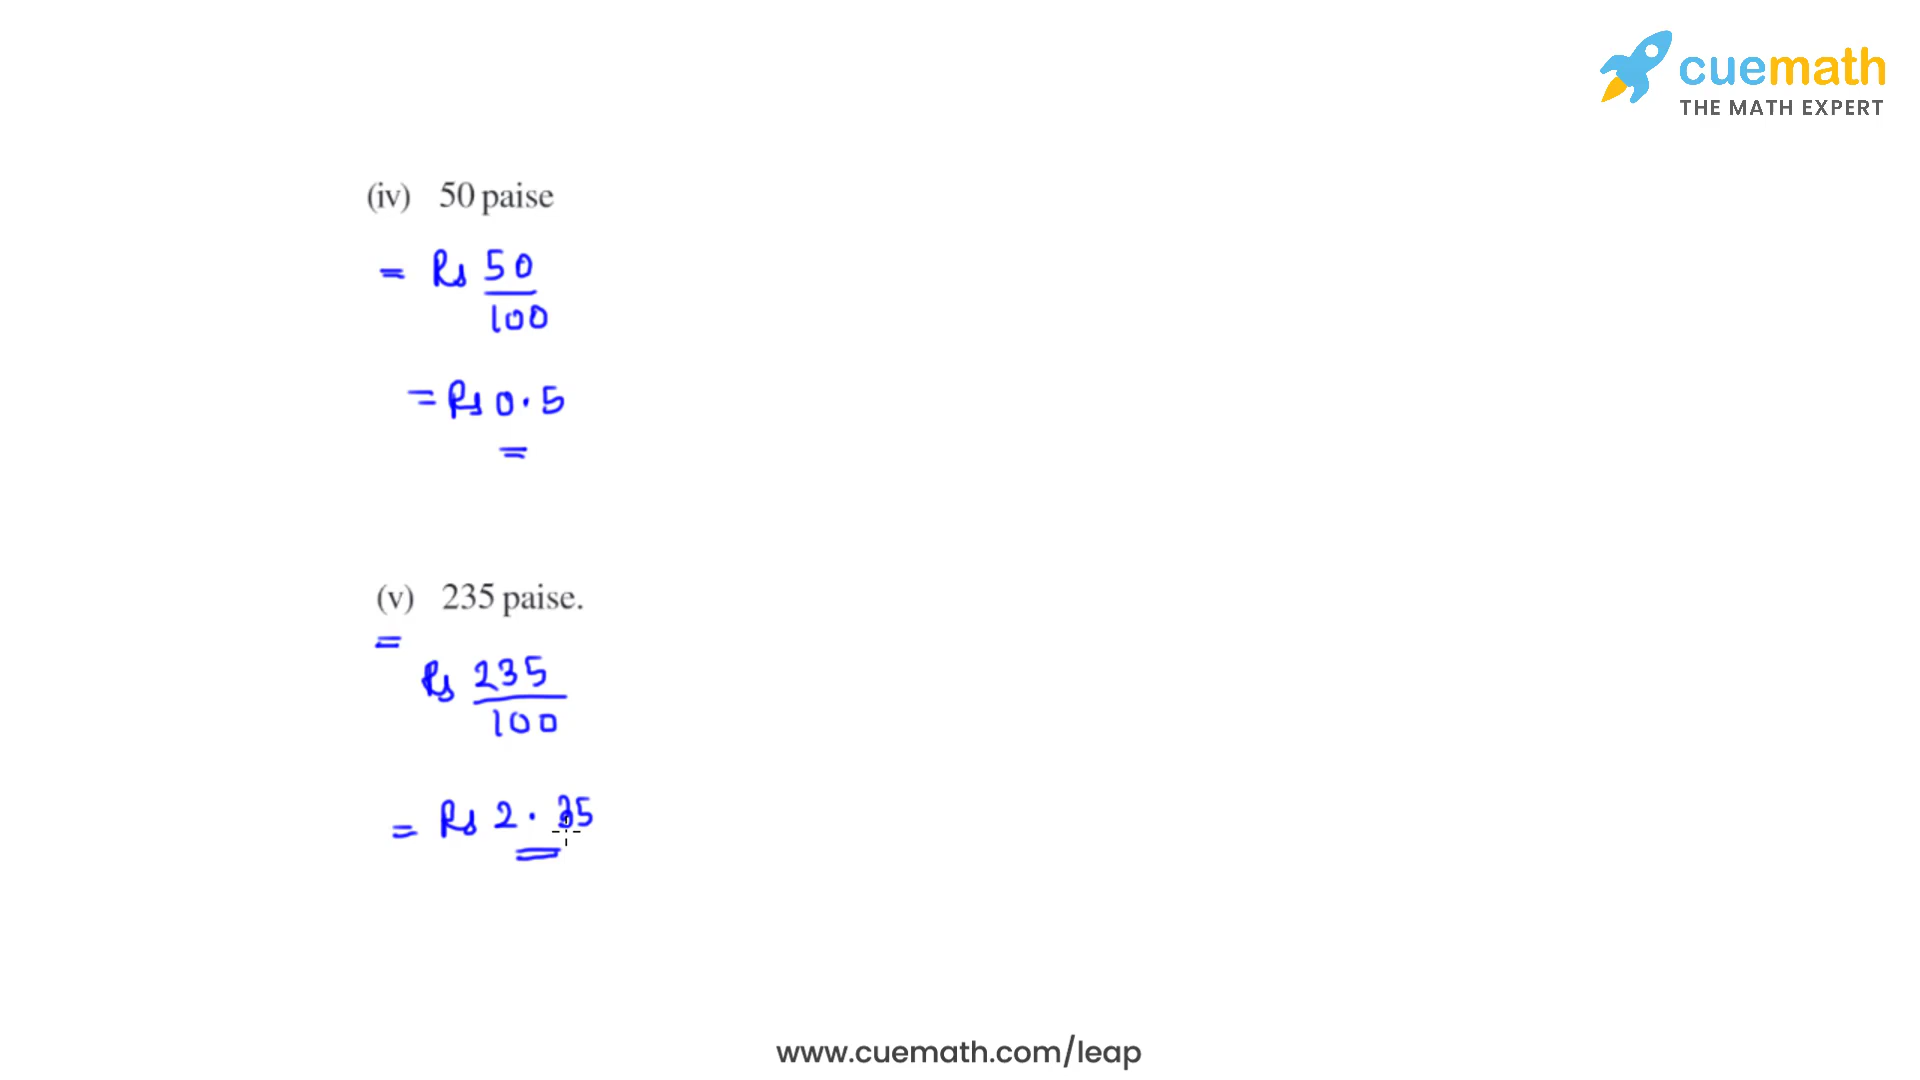 cuemath
THE MATH EXPERT
(iv) 50 paise
= Rs 50/100
= Rs 0.5
=
(v) 235 paise.
=
Rs 235/100
= Rs 2.35
www.cuemath.com/leap